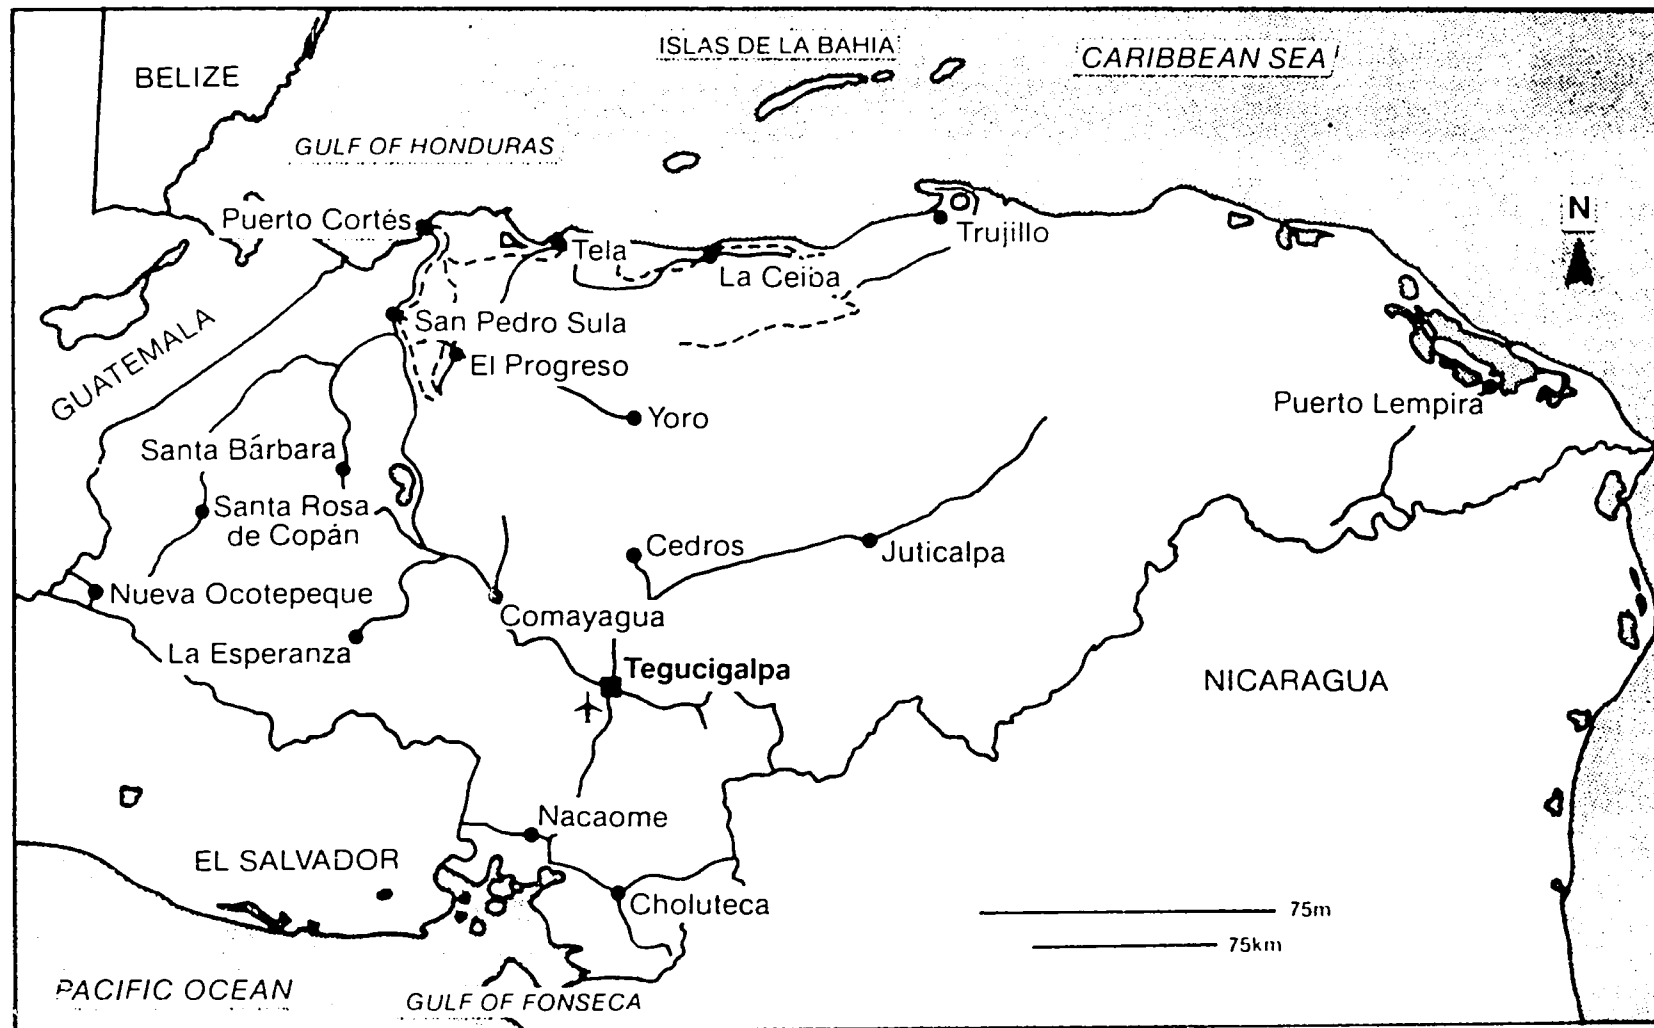 ISLAS DE LA BAHIA
CARIBBEAN SEA
BELIZE
GULF OF HONDURAS
N
Puerto Cortés
Trujillo
Tela
La Ceiba
GUATEMALA
San Pedro Sula
El Progreso
Puerto Lempira
Yoro
Santa Bárbara
Santa Rosa
de Copán
Cedros
Juticalpa
Nueva Ocotepeque
Comayagua
La Esperanza
Tegucigalpa
NICARAGUA
Nacaome
EL SALVADOR
Choluteca
75m
75km
PACIFIC OCEAN
GULF OF FONSECA